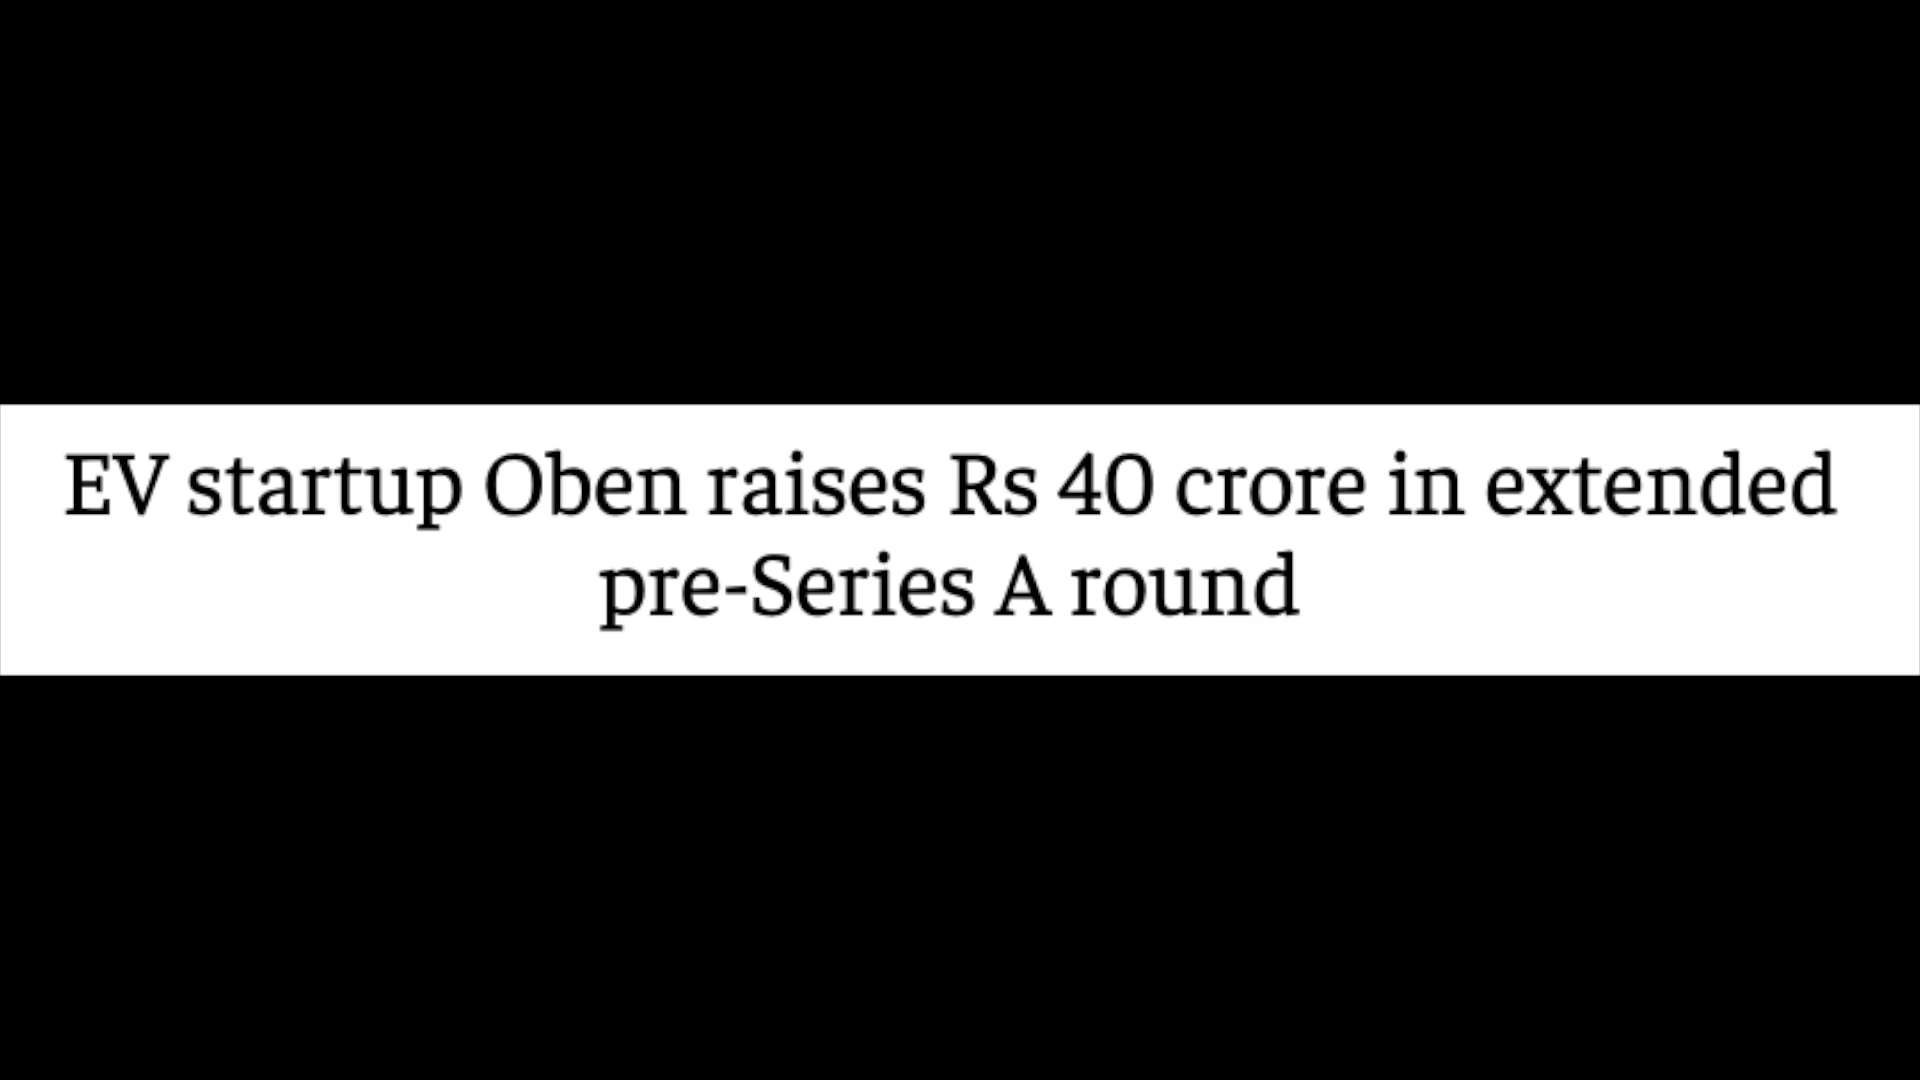 EV startup Oben raises Rs 40 crore in extended
pre-Series A round